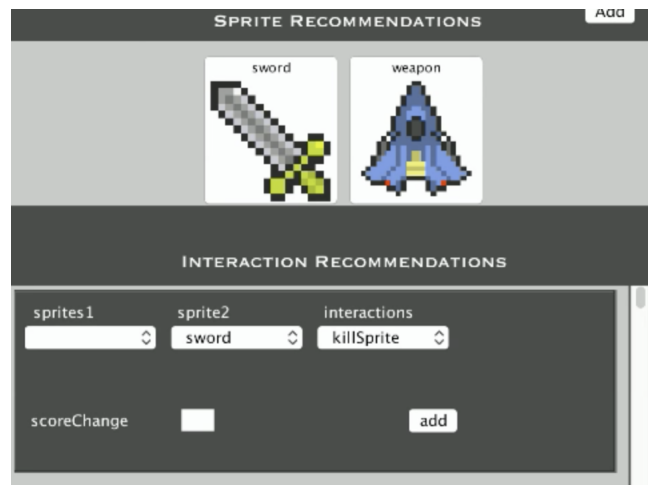 Add
SPRITE RECOMMENDATIONS
sword weapon
INTERACTION RECOMMENDATIONS
sprites1 sprite2 interactions
sword killSprite
scoreChange add